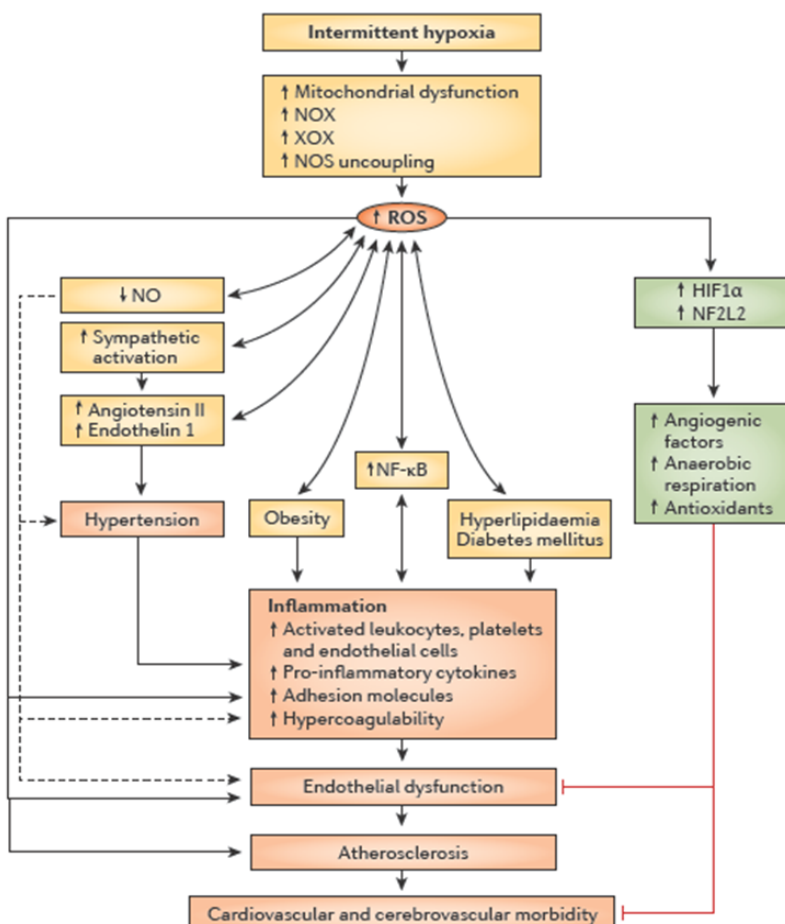 Intermittent hypoxia
↑ Mitochondrial dysfunction
↑ NOX
↑ XOX
↑ NOS uncoupling
↑ ROS
↓ NO
↑ Sympathetic
activation
↑ Angiotensin II
↑ Endothelin 1
Hypertension
Obesity
↑NF-κB
Hyperlipidaemia
Diabetes mellitus
↑ HIF1α
↑ NF2L2
↑ Angiogenic
factors
↑ Anaerobic
respiration
↑ Antioxidants
Inflammation
↑ Activated leukocytes, platelets
and endothelial cells
↑ Pro-inflammatory cytokines
↑ Adhesion molecules
↑ Hypercoagulability
Endothelial dysfunction
Atherosclerosis
Cardiovascular and cerebrovascular morbidity